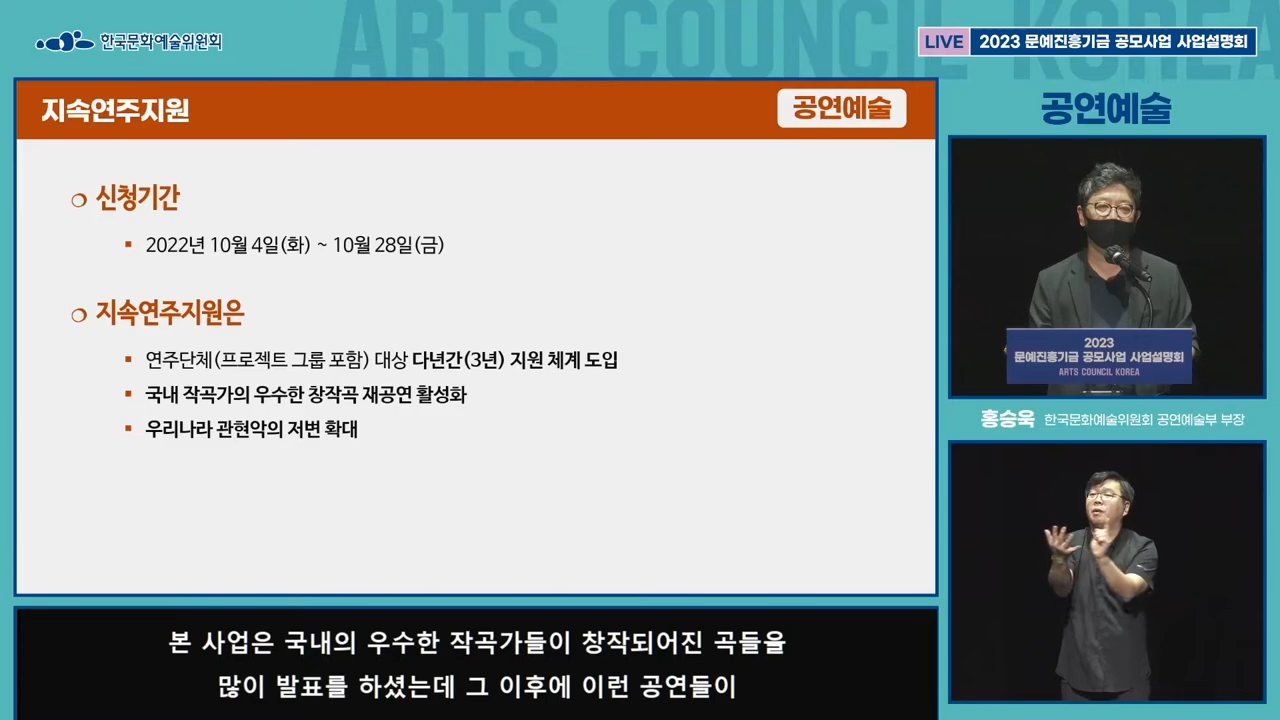 ARTS COUNCIL KOREA
한국문화예술위원회
LIVE 2023 문예진흥기금 공모사업 사업설명회
지속연주지원
공연예술
공연예술
❍ 신청기간
▪ 2022년 10월 4일(화) ~ 10월 28일(금)
❍ 지속연주지원은
▪ 연주단체(프로젝트 그룹 포함) 대상 다년간(3년) 지원 체계 도입
▪ 국내 작곡가의 우수한 창작곡 재공연 활성화
▪ 우리나라 관현악의 저변 확대
2023
문예진흥기금 공모사업 사업설명회
ARTS COUNCIL KOREA
홍승욱 한국문화예술위원회 공연예술부 부장
본 사업은 국내의 우수한 작곡가들이 창작되어진 곡들을
많이 발표를 하셨는데 그 이후에 이런 공연들이